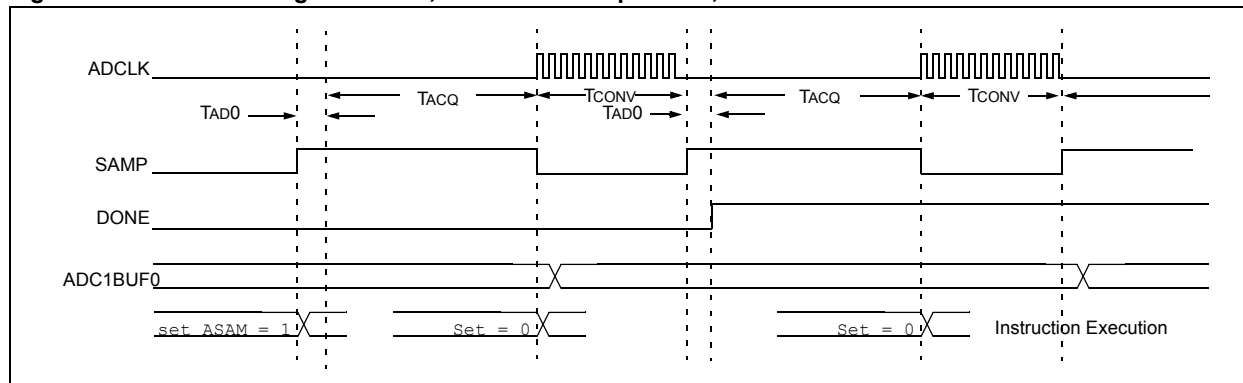 ADCLK
TACQ TCONV TACQ TCONV
TAD0 TAD0
SAMP
DONE
ADC1BUF0
set ASAM = 1 Set = 0 Set = 0 Instruction Execution